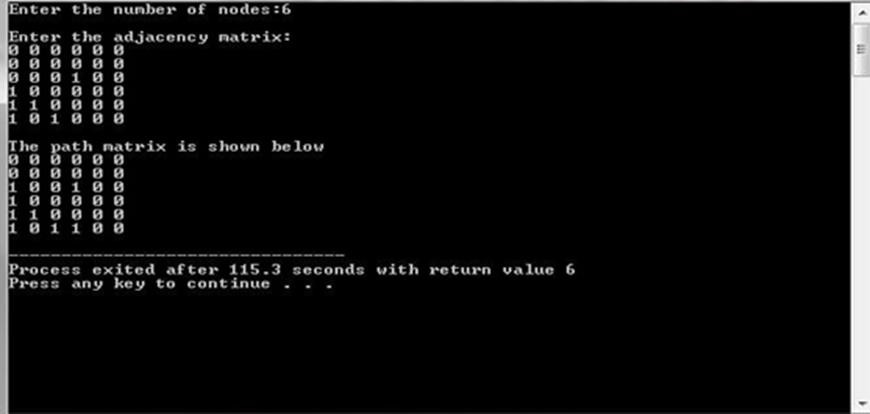 Enter the number of nodes:6
Enter the adjacency matrix:
0 0 0 0 0 0
0 0 0 0 0 0
0 0 0 1 0 0
1 0 0 0 0 0
1 1 0 0 0 0
1 0 1 0 0 0
The path matrix is shown below
0 0 0 0 0 0
0 0 0 0 0 0
1 0 0 1 0 0
1 0 0 0 0 0
1 1 0 0 0 0
1 0 1 1 0 0
--------------------------------
Process exited after 115.3 seconds with return value 6
Press any key to continue . . .